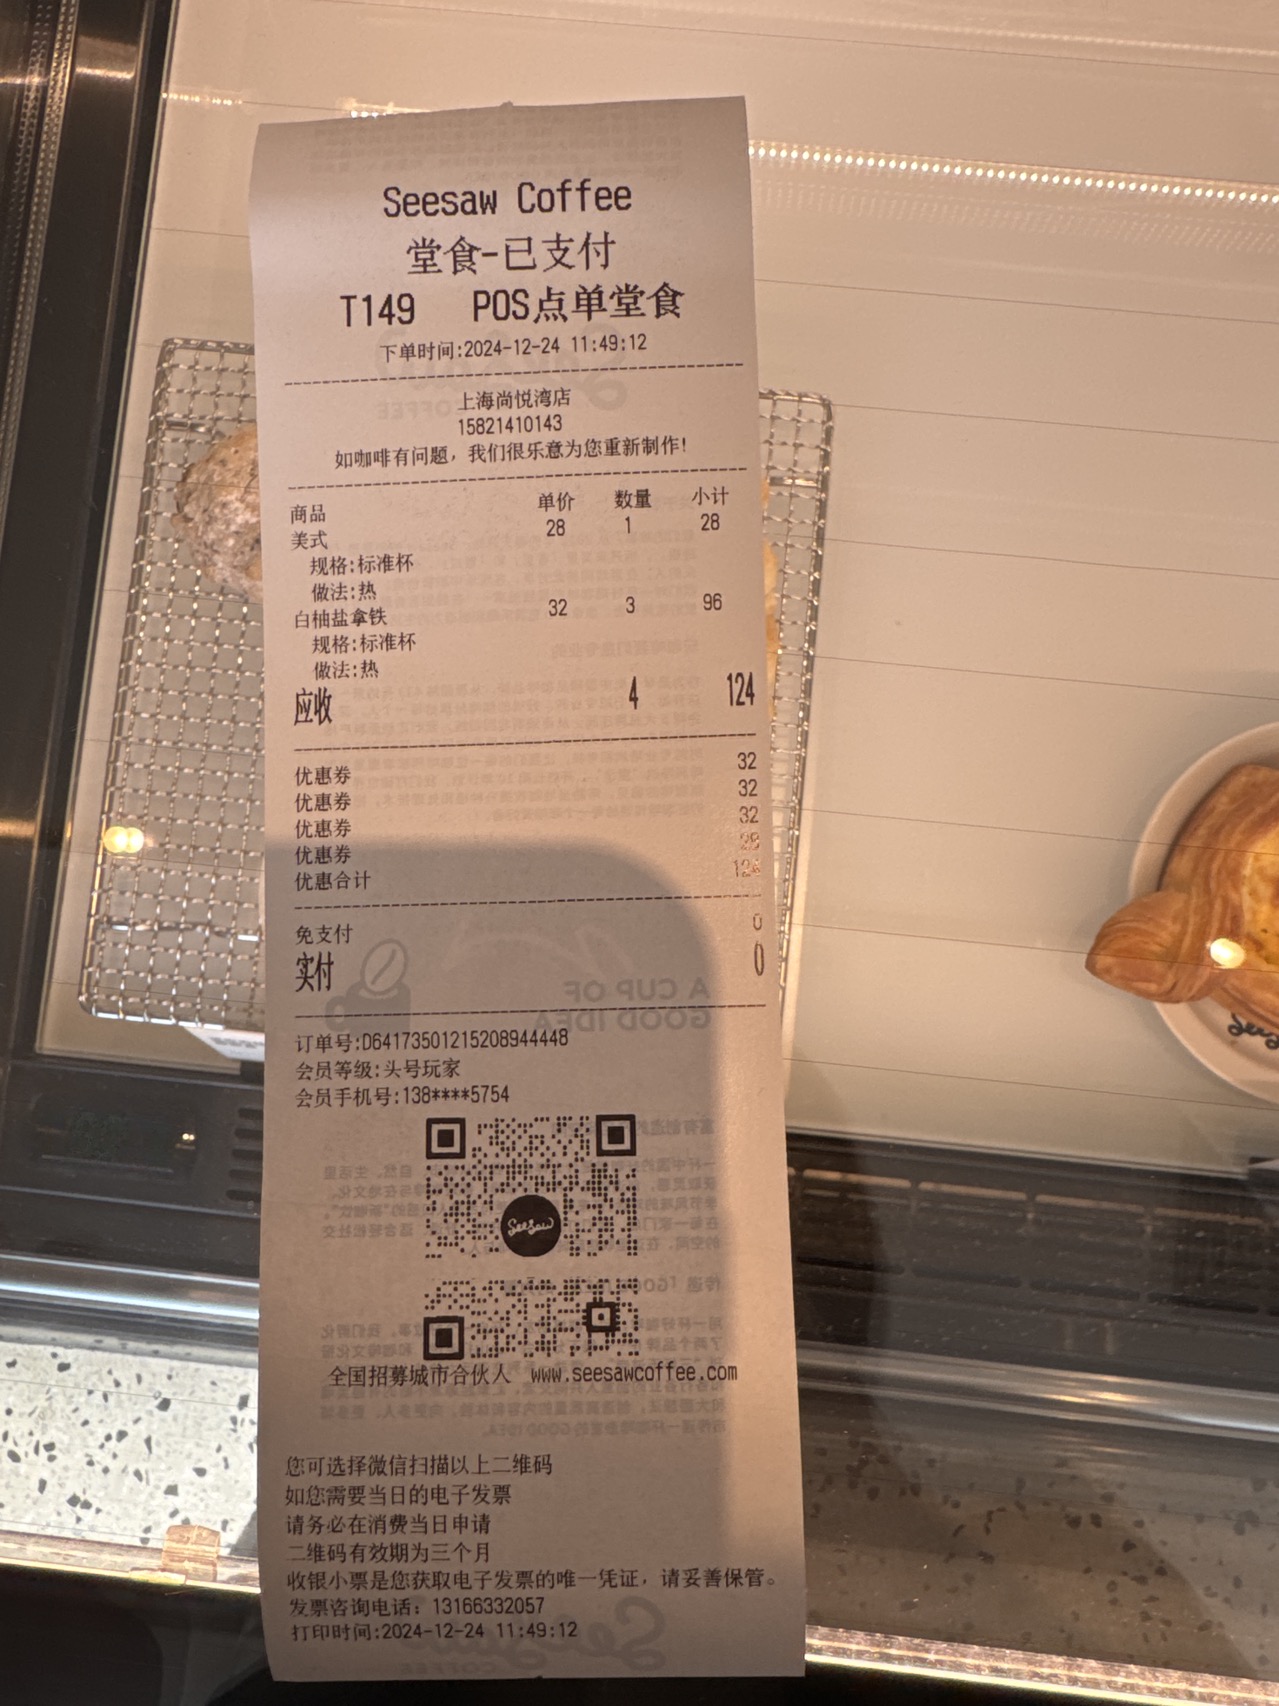 Seesaw Coffee
堂食-已支付
T149 POS点单堂食
下单时间:2024-12-24 11:49:12
上海尚悦湾店
15821410143
如咖啡有问题，我们很乐意为您重新制作!
商品 单价 数量 小计
美式 28 1 28
规格:标准杯
做法:热
白柚盐拿铁 32 3 96
规格:标准杯
做法:热
应收 4 124
优惠券 32
优惠券 32
优惠券 32
优惠券 28
优惠合计 124
免支付 0
实付 0
A CUP OF
GOOD IDEA
订单号:D64173501215208944448
会员等级:头号玩家
会员手机号:138****5754
Seesaw
全国招募城市合伙人 www.seesawcoffee.com
您可选择微信扫描以上二维码
如您需要当日的电子发票
请务必在消费当日申请
二维码有效期为三个月
收银小票是您获取电子发票的唯一凭证，请妥善保管。
发票咨询电话：13166332057
打印时间:2024-12-24 11:49:12